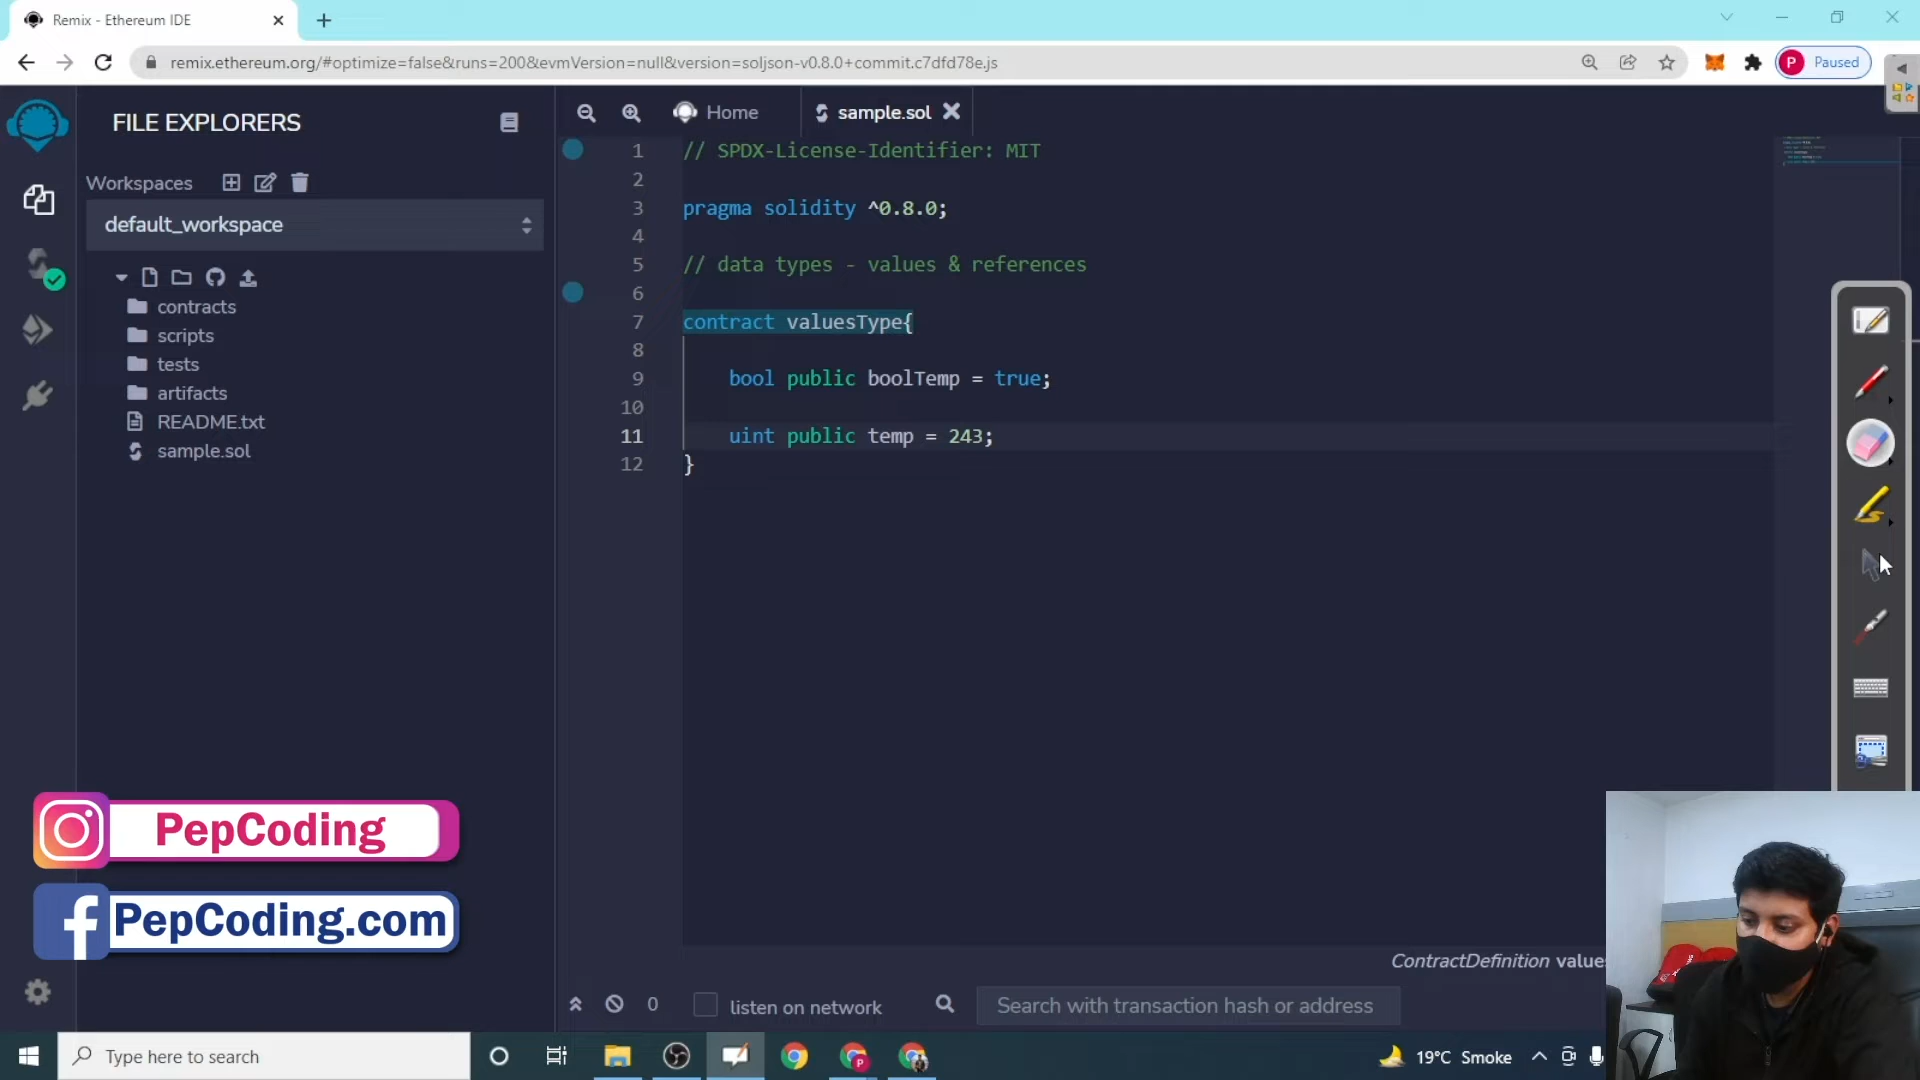 Remix - Ethereum IDE
remix.ethereum.org/#optimize=false&runs=200&evmVersion=null&version=soljson-v0.8.0+commit.c7dfd78e.js
P Paused
FILE EXPLORERS
Home
sample.sol
Workspaces
default_workspace
contracts
scripts
tests
artifacts
README.txt
sample.sol
1 // SPDX-License-Identifier: MIT
2
3 pragma solidity ^0.8.0;
4
5 // data types - values & references
6
7 contract valuesType{
8
9 bool public boolTemp = true;
10
11 uint public temp = 243;
12 }
PepCoding
PepCoding.com
ContractDefinition values
0
listen on network
Search with transaction hash or address
Type here to search
19°C Smoke